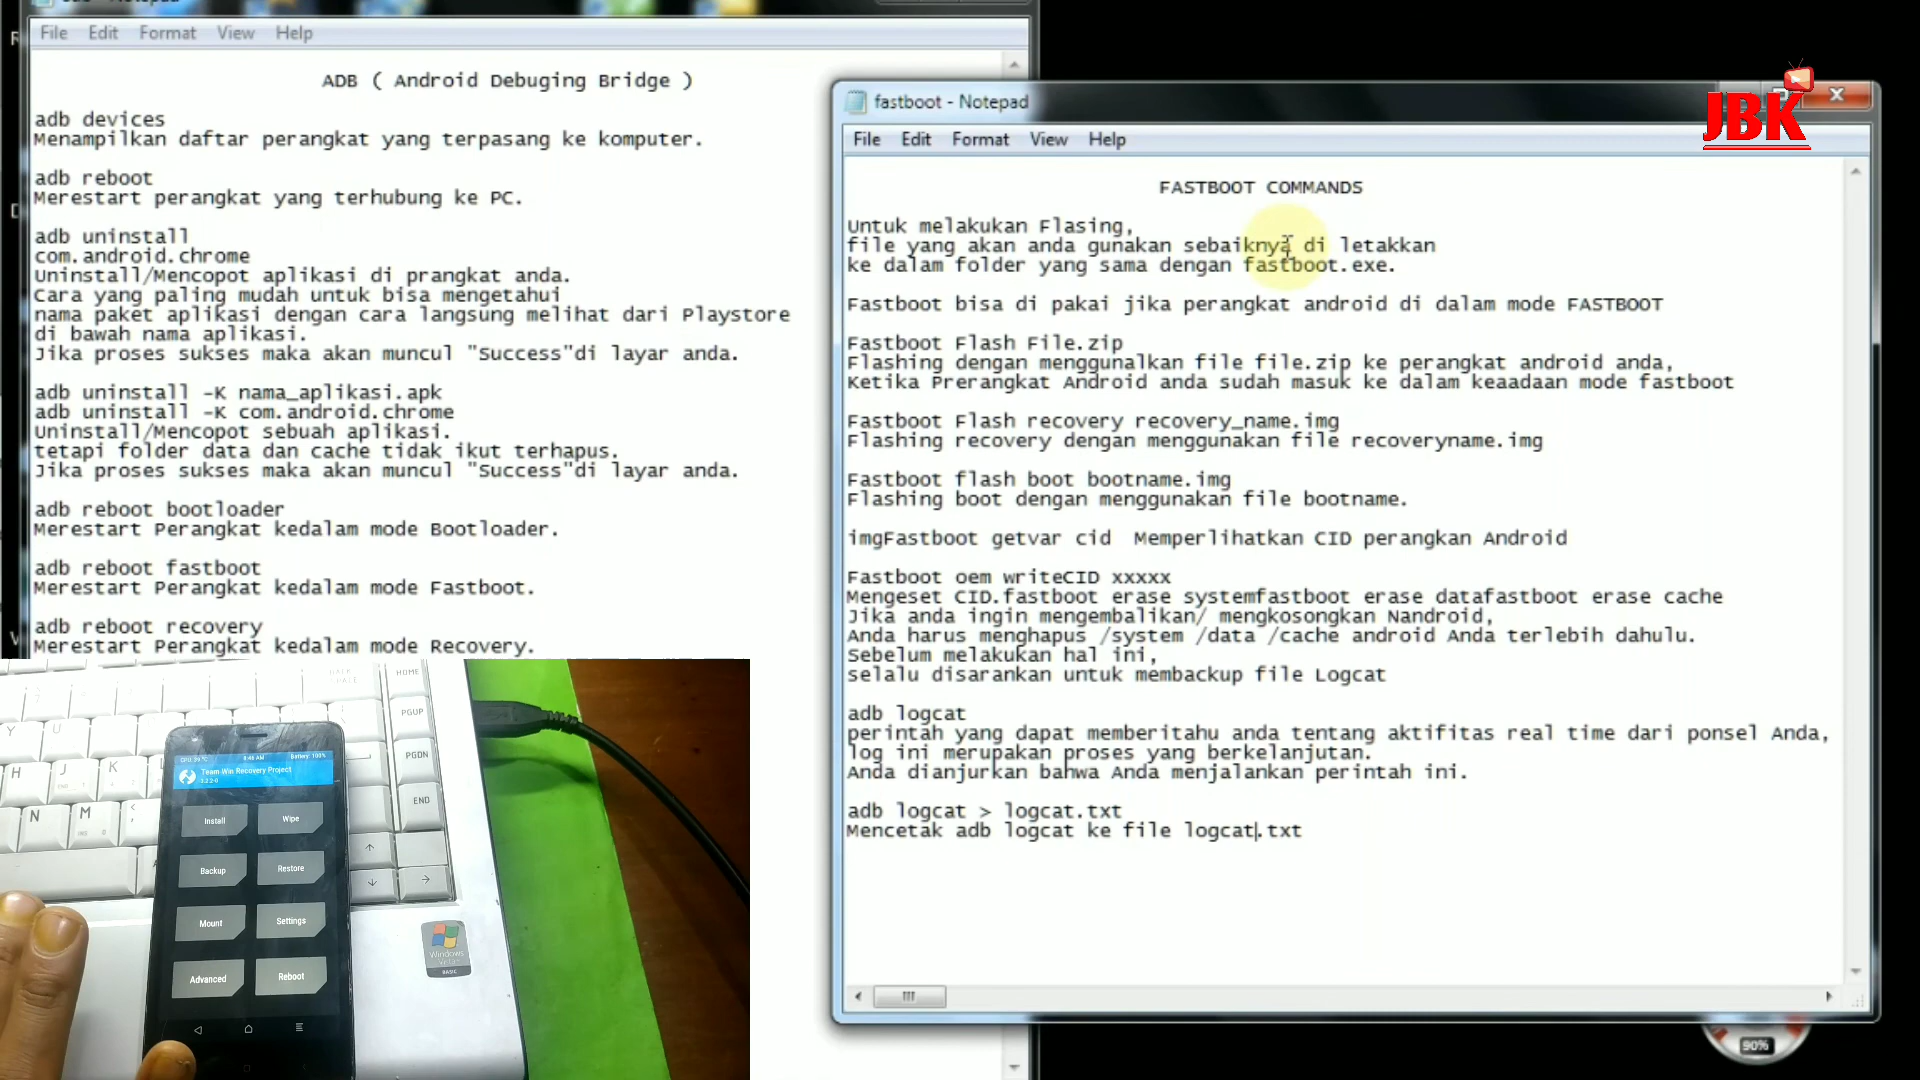 File Edit Format View Help
ADB ( Android Debuging Bridge )
adb devices
Menampilkan daftar perangkat yang terpasang ke komputer.
adb reboot
Merestart perangkat yang terhubung ke PC.
adb uninstall
com.android.chrome
Uninstall/Mencopot aplikasi di prangkat anda.
Cara yang paling mudah untuk bisa mengetahui
nama paket aplikasi dengan cara langsung melihat dari Playstore
di bawah nama aplikasi.
Jika proses sukses maka akan muncul "Success"di layar anda.
adb uninstall -K nama_aplikasi.apk
adb uninstall -K com.android.chrome
Uninstall/Mencopot sebuah aplikasi.
tetapi folder data dan cache tidak ikut terhapus.
Jika proses sukses maka akan muncul "Success"di layar anda.
adb reboot bootloader
Merestart Perangkat kedalam mode Bootloader.
adb reboot fastboot
Merestart Perangkat kedalam mode Fastboot.
adb reboot recovery
Merestart Perangkat kedalam mode Recovery.
fastboot - Notepad
JBK
File Edit Format View Help
FASTBOOT COMMANDS
Untuk melakukan Flasing,
file yang akan anda gunakan sebaiknya di letakkan
ke dalam folder yang sama dengan fastboot.exe.
Fastboot bisa di pakai jika perangkat android di dalam mode FASTBOOT
Fastboot Flash File.zip
Flashing dengan menggunalkan file file.zip ke perangkat android anda,
Ketika Prerangkat Android anda sudah masuk ke dalam keaadaan mode fastboot
Fastboot Flash recovery recovery_name.img
Flashing recovery dengan menggunakan file recoveryname.img
Fastboot flash boot bootname.img
Flashing boot dengan menggunakan file bootname.
imgFastboot getvar cid Memperlihatkan CID perangkan Android
Fastboot oem writeCID xxxxx
Mengeset CID.fastboot erase systemfastboot erase datafastboot erase cache
Jika anda ingin mengembalikan/ mengkosongkan Nandroid,
Anda harus menghapus /system /data /cache android Anda terlebih dahulu.
Sebelum melakukan hal ini,
selalu disarankan untuk membackup file Logcat
adb logcat
perintah yang dapat memberitahu anda tentang aktifitas real time dari ponsel Anda,
log ini merupakan proses yang berkelanjutan.
Anda dianjurkan bahwa Anda menjalankan perintah ini.
adb logcat > logcat.txt
Mencetak adb logcat ke file logcat.txt
90%
HOME
PGUP
PGDN
END
Y U
H J K
N M
8:46 AM Battery: 100%
Team Win Recovery Project
Install Wipe
Backup Restore
Mount Settings
Advanced Reboot
Windows
BASIC